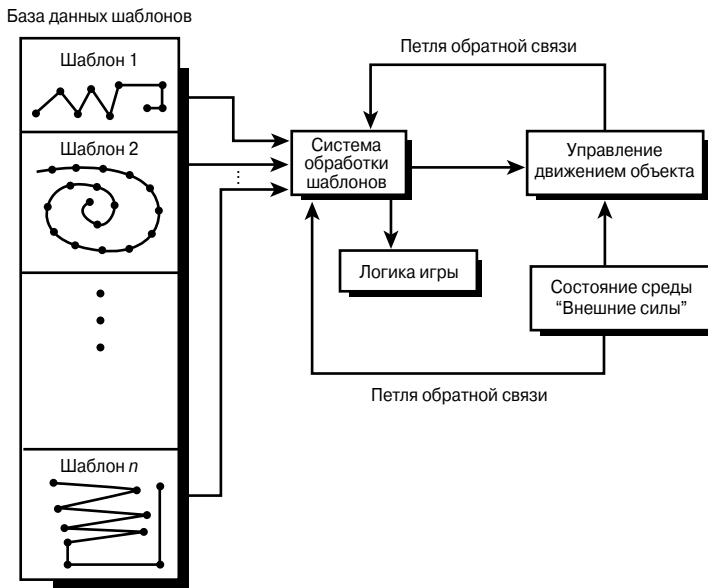 База данных шаблонов
Шаблон 1
Шаблон 2
Шаблон n
Петля обратной связи
Система
обработки
шаблонов
Управление
движением объекта
Логика игры
Состояние среды
“Внешние силы”
Петля обратной связи